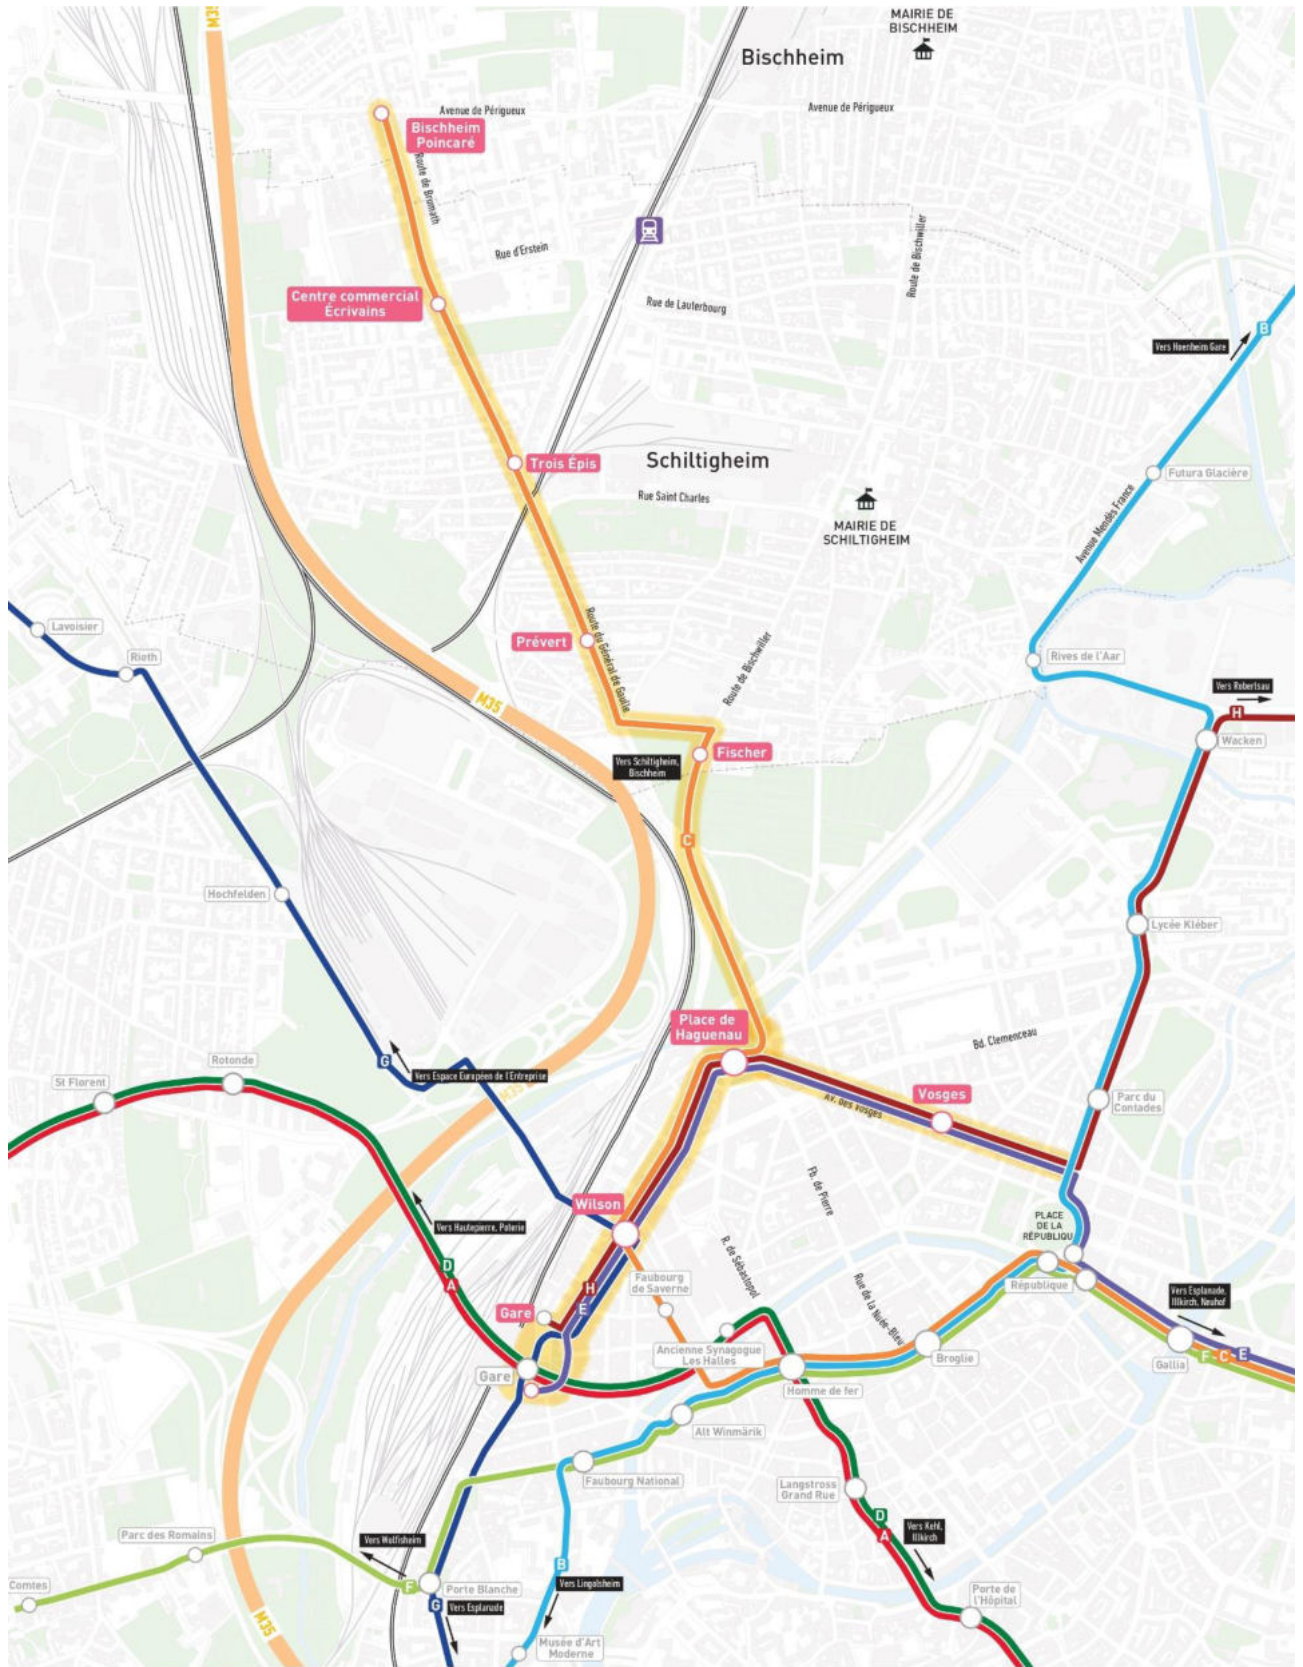 M35
MAIRIE DE
BISCHHEIM
Bischheim
Avenue de Périgueux
Avenue de Périgueux
Bischheim
Poincaré
Route de Brumath
Rue d'Erstein
Route de Bischwiller
Centre commercial
Écrivains
Rue de Lauterbourg
B
Vers Hoenheim Gare
Trois Épis
Schiltigheim
Futura Glacière
Rue Saint Charles
MAIRIE DE
SCHILTIGHEIM
Avenue Mendès France
Lavoisier
Rieth
Prévert
Route du Général de Gaulle
Route de Bischwiller
Rives de l'Aar
Vers Robertsau
H
M35
Wacken
Fischer
Vers Schiltigheim,
Bischheim
C
Hochfelden
Lycée Kléber
Place de
Haguenau
Bd. Clemenceau
G
Vers Espace Européen de l'Entreprise
Rotonde
St Florent
M35
Vosges
Av. des Vosges
Parc du
Contades
Fb. de Pierre
Wilson
Vers Hautepierre, Poterie
D
A
R. de Sébastopol
PLACE
DE LA
RÉPUBLIQU
H
E
Faubourg
de Saverne
Rue de la Nuée-Bleu
République
Vers Esplanade,
Illkirch, Neuhof
Gare
Gare
Ancienne Synagogue
Les Halles
Homme de fer
Broglie
Gallia
F - C - E
Alt Winmärik
Faubourg National
Langstross
Grand Rue
D
A
Vers Kehl,
Illkirch
Parc des Romains
Vers Wolfisheim
F
Porte Blanche
G
Vers Esplanade
B
Vers Lingolsheim
Comtes
Porte de
l'Hôpital
M35
Musée d'Art
Moderne